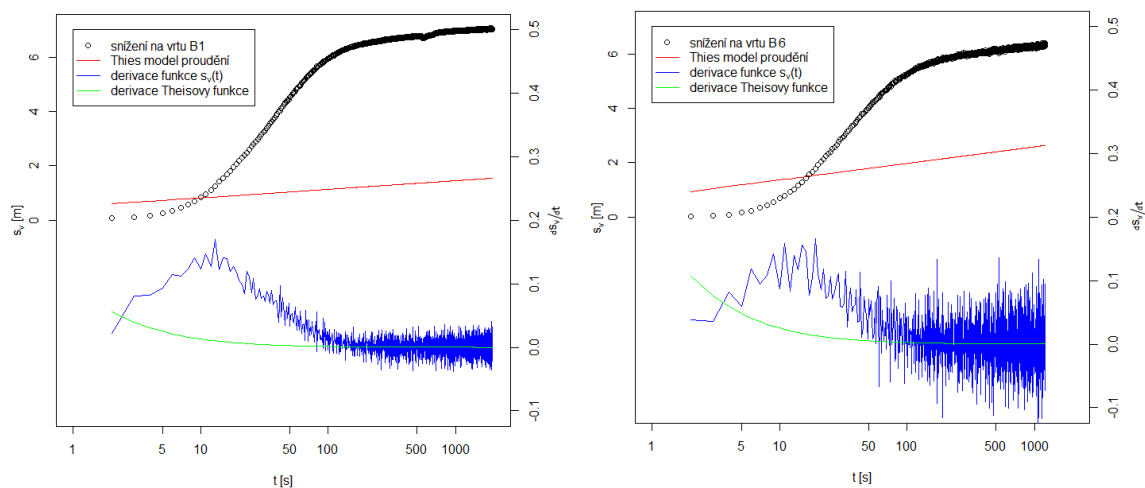 snížení na vrtu B1
Thies model proudění
derivace funkce sv(t)
derivace Theisovy funkce
sv [m]
0
2
4
6
dsv/dt
-0.1
0.0
0.1
0.2
0.3
0.4
0.5
1
5
10
50
100
500
1000
t [s]
snížení na vrtu B6
Thies model proudění
derivace funkce sv(t)
derivace Theisovy funkce
sv [m]
0
2
4
6
dsv/dt
-0.1
0.0
0.1
0.2
0.3
0.4
0.5
1
5
10
50
100
500
1000
t [s]